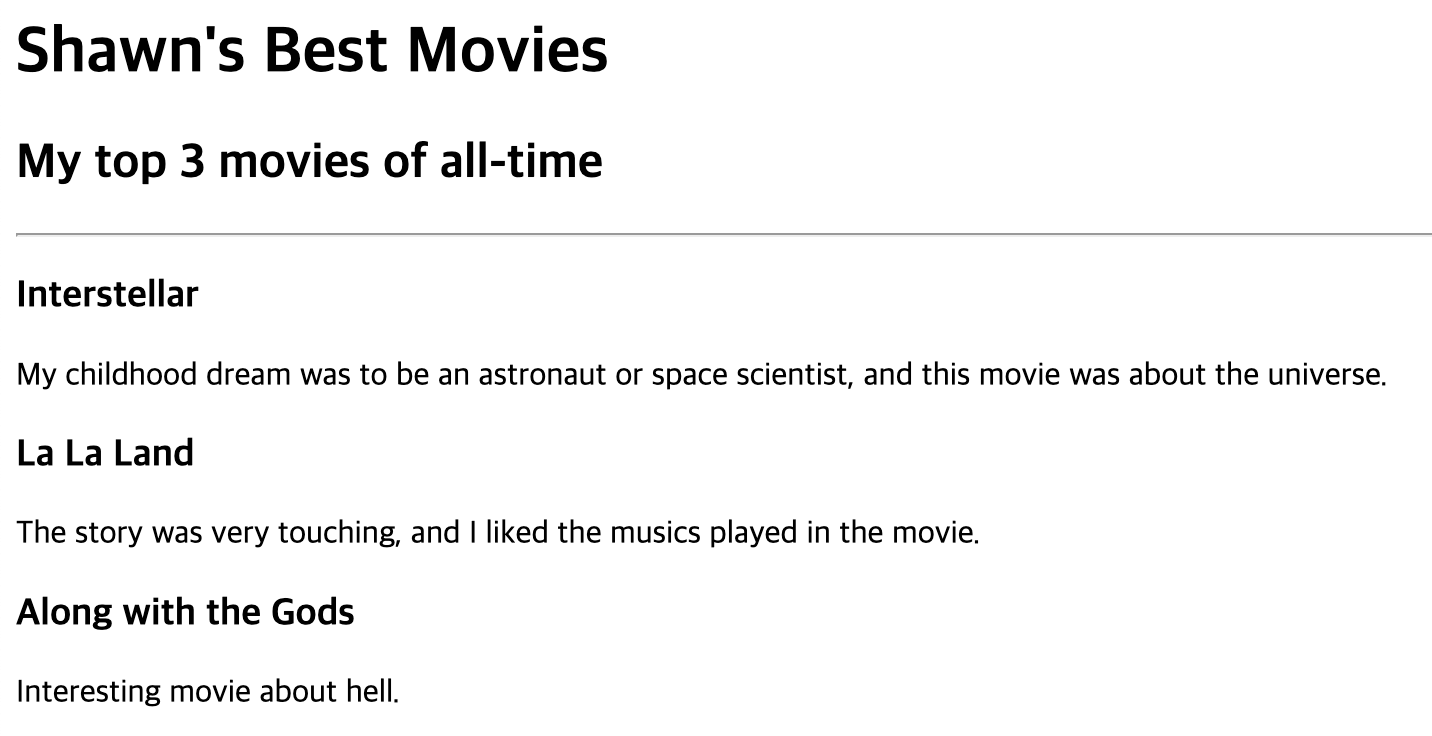 Shawn's Best Movies
My top 3 movies of all-time
Interstellar
My childhood dream was to be an astronaut or space scientist, and this movie was about the universe.
La La Land
The story was very touching, and I liked the musics played in the movie.
Along with the Gods
Interesting movie about hell.